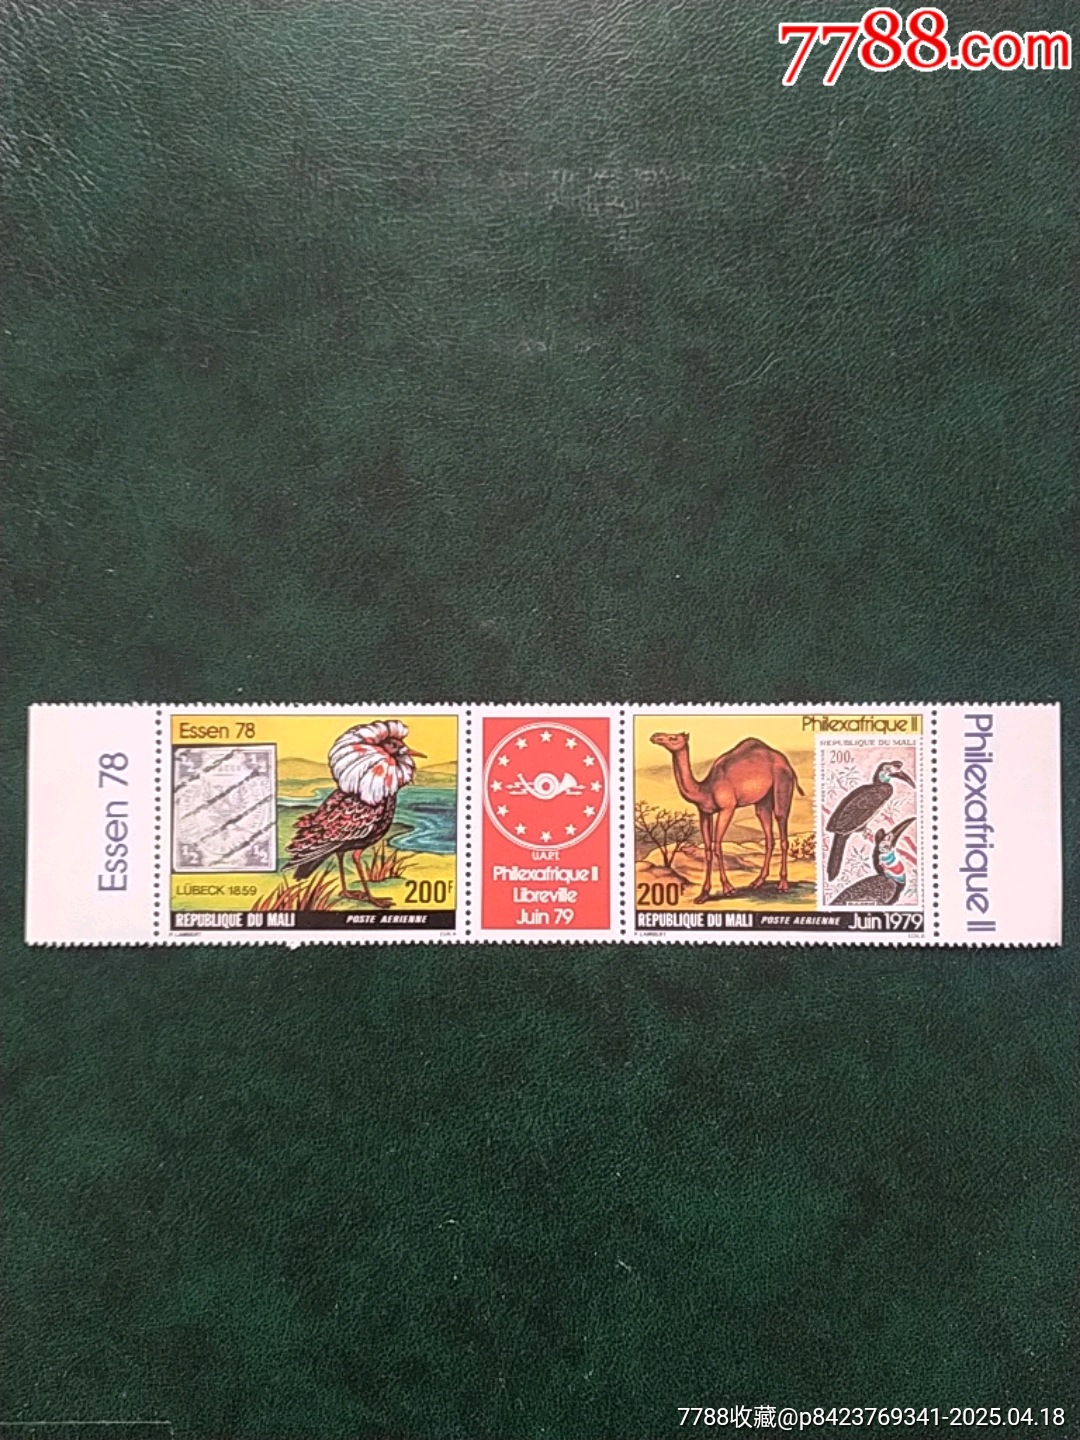 7788.com
Essen 78
Essen 78
LÜBECK 1859
200F
REPUBLIQUE DU MALI POSTE AERIENNE
P. LAMBERT
U.A.P.T.
Philexafrique II
Libreville
Juin 79
Philexafrique II
REPUBLIQUE DU MALI
200F
200F
REPUBLIQUE DU MALI POSTE AERIENNE Juin 1979
P. LAMBERT
Philexafrique II
7788收藏@p8423769341-2025.04.18